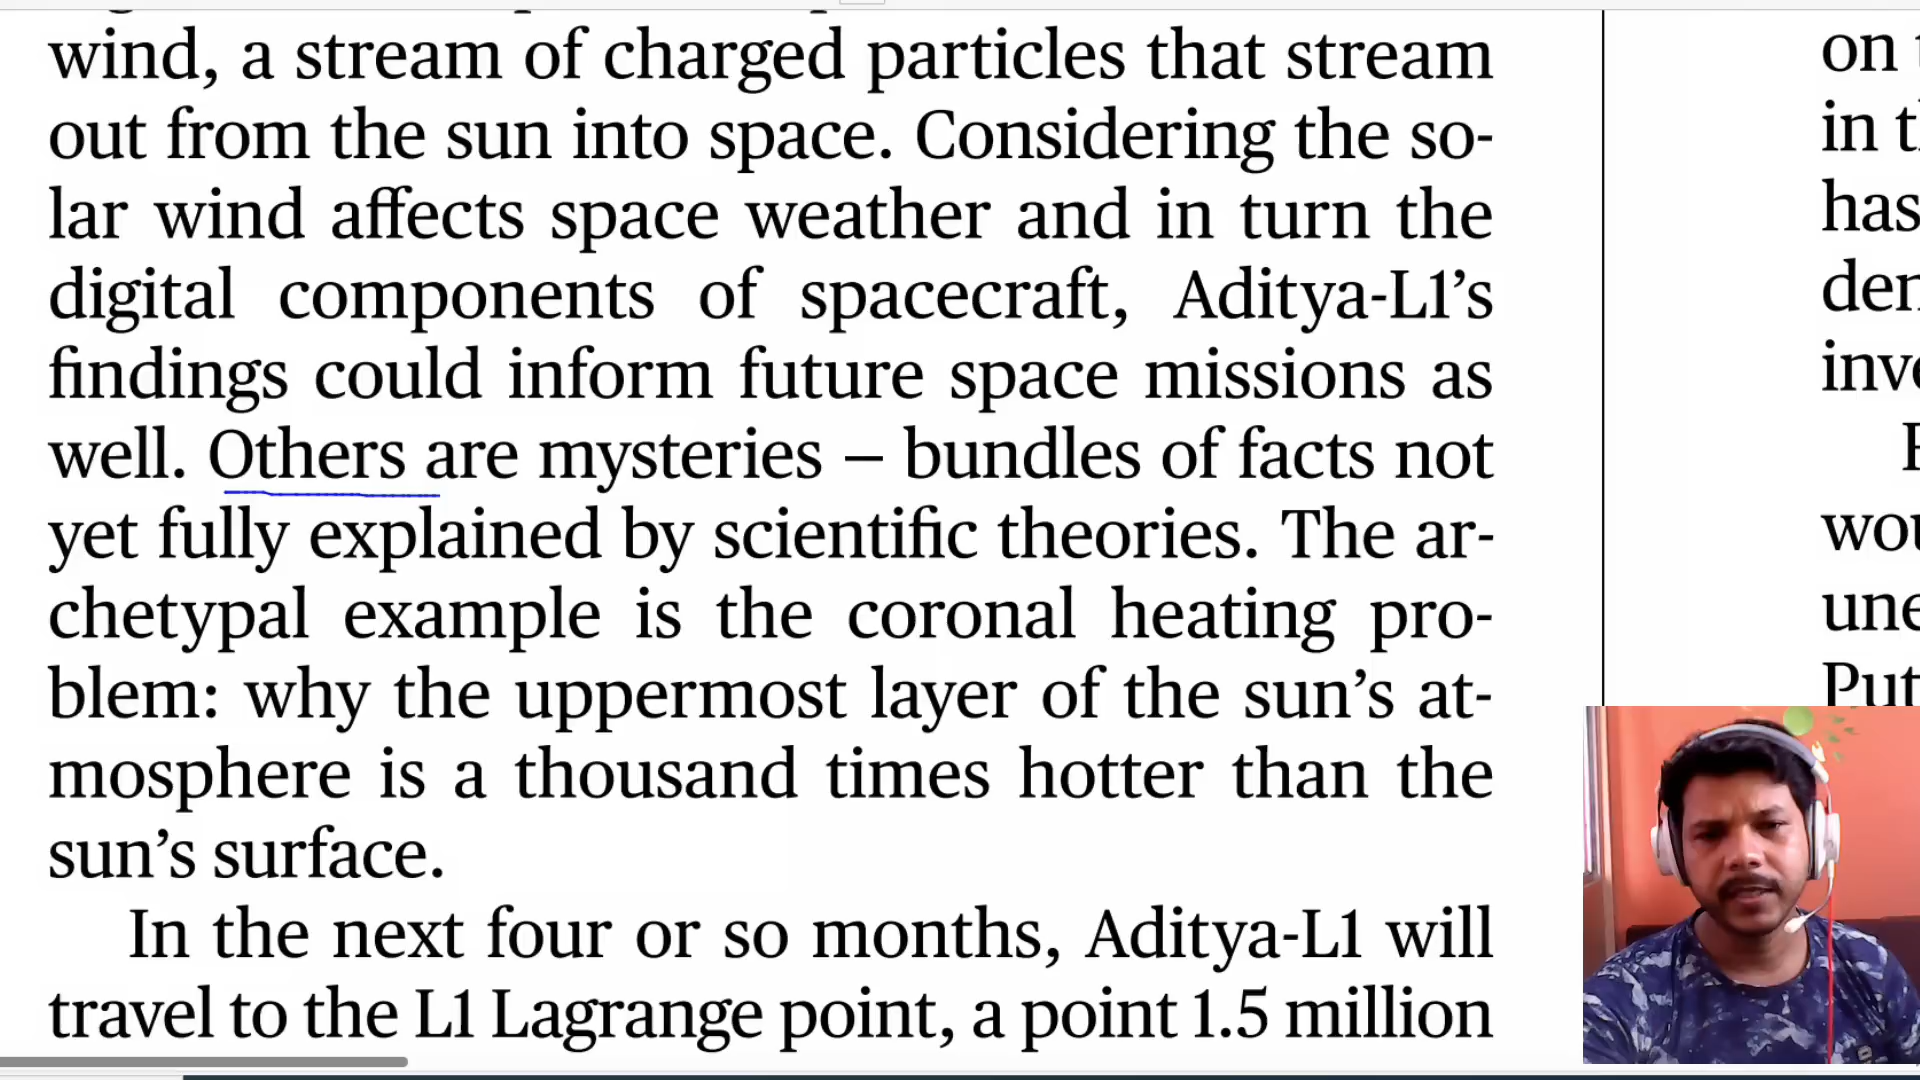 wind, a stream of charged particles that stream
out from the sun into space. Considering the so-
lar wind affects space weather and in turn the
digital components of spacecraft, Aditya-L1’s
findings could inform future space missions as
well. Others are mysteries – bundles of facts not
yet fully explained by scientific theories. The ar-
chetypal example is the coronal heating pro-
blem: why the uppermost layer of the sun’s at-
mosphere is a thousand times hotter than the
sun’s surface.
In the next four or so months, Aditya-L1 will
travel to the L1 Lagrange point, a point 1.5 million
on
in
has
den
inve
wou
une
Put